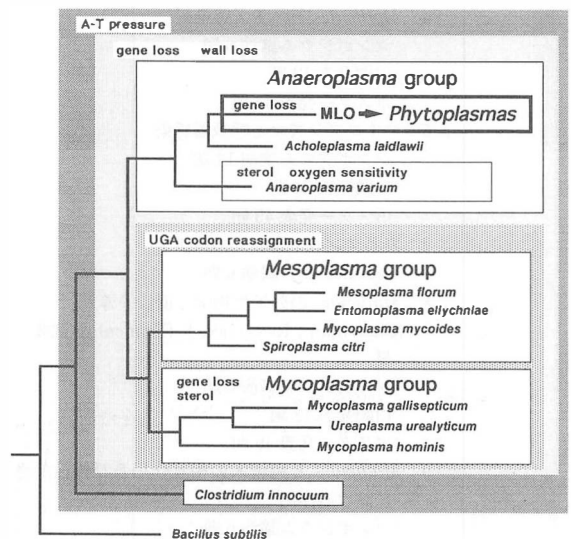 A-T pressure
gene loss wall loss
Anaeroplasma group
gene loss
MLO Phytoplasmas
Acholeplasma laidlawii
sterol oxygen sensitivity
Anaeroplasma varium
UGA codon reassignment
Mesoplasma group
Mesoplasma florum
Entomoplasma ellychniae
Mycoplasma mycoides
Spiroplasma citri
gene loss
sterol
Mycoplasma group
Mycoplasma gallisepticum
Ureaplasma urealyticum
Mycoplasma hominis
Clostridium innocuum
Bacillus subtilis